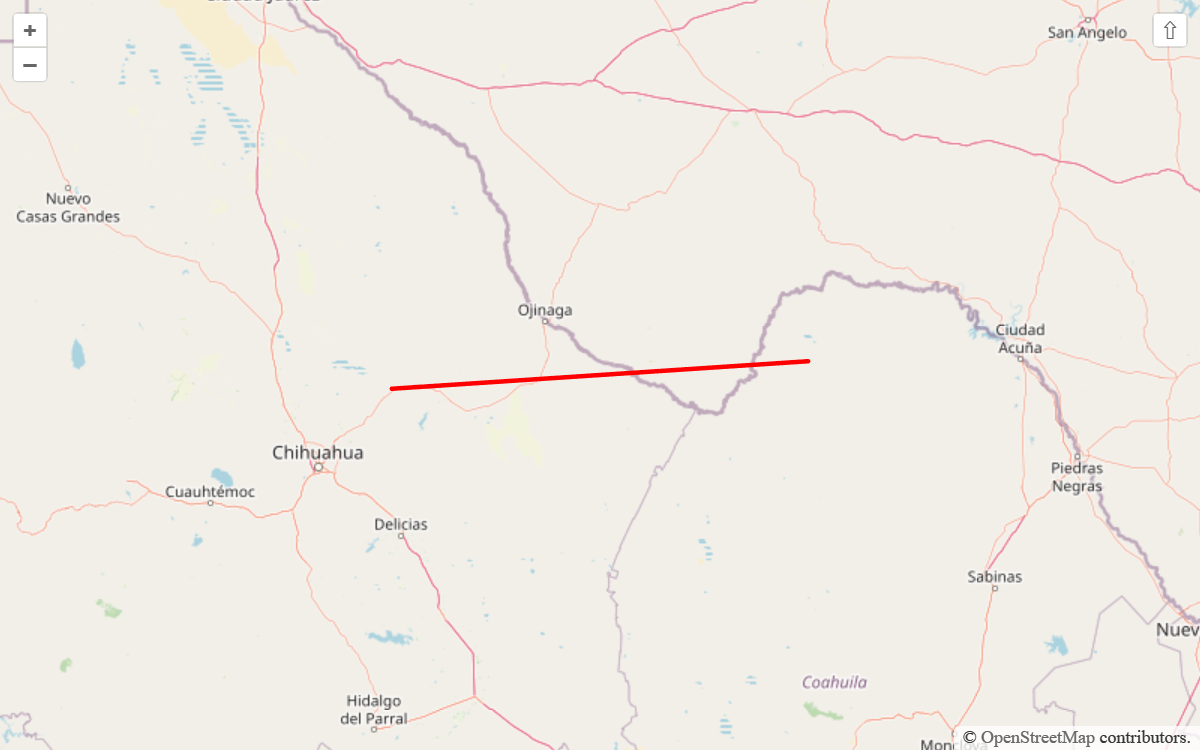 +
−
⇧
San Angelo
Nuevo
Casas Grandes
Ojinaga
Ciudad
Acuña
Chihuahua
Piedras
Negras
Cuauhtémoc
Delicias
Sabinas
Nuev
Coahuila
Hidalgo
del Parral
© OpenStreetMap contributors.